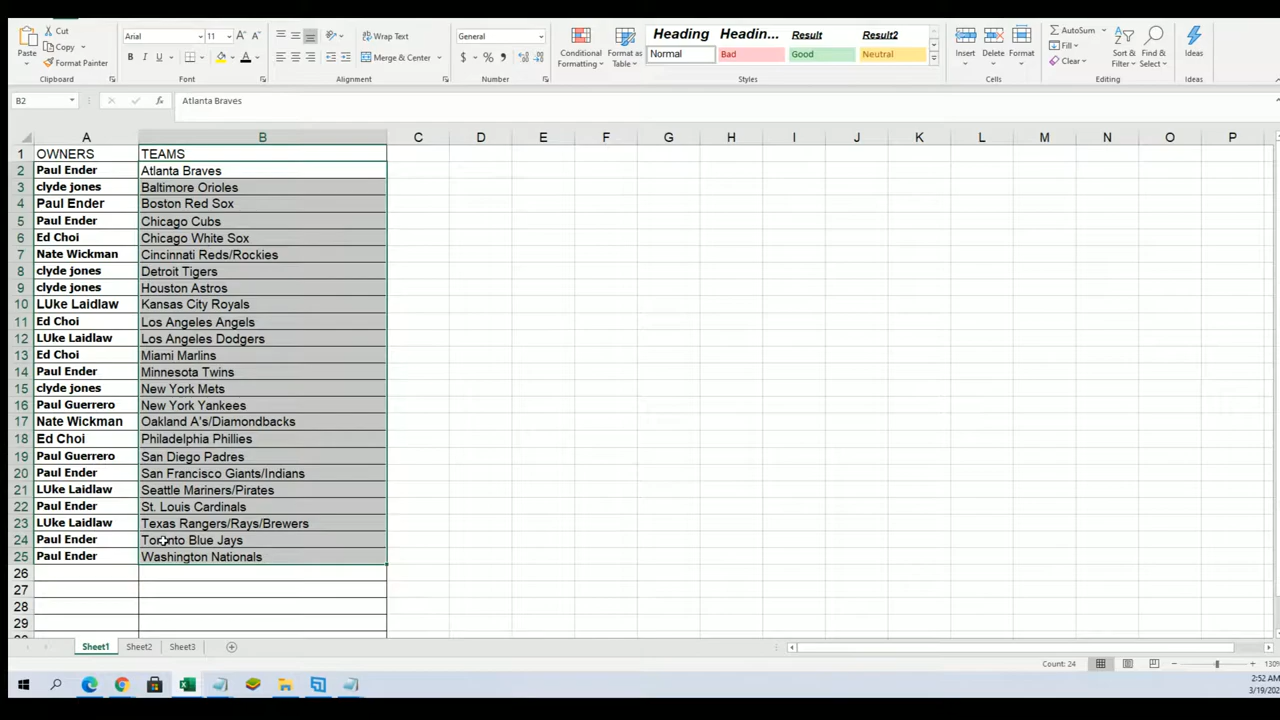 Cut
Copy
Format Painter
Paste
Clipboard
Arial
11
Font
Wrap Text
Merge & Center
Alignment
General
Number
Conditional Formatting
Format as Table
Heading
Headin...
Result
Result2
Normal
Bad
Good
Neutral
Styles
Insert
Delete
Format
Cells
AutoSum
Fill
Clear
Sort & Filter
Find & Select
Editing
Ideas
Ideas
B2
Atlanta Braves
A B C D E F G H I J K L M N O P
1 OWNERS TEAMS
2 Paul Ender Atlanta Braves
3 clyde jones Baltimore Orioles
4 Paul Ender Boston Red Sox
5 Paul Ender Chicago Cubs
6 Ed Choi Chicago White Sox
7 Nate Wickman Cincinnati Reds/Rockies
8 clyde jones Detroit Tigers
9 clyde jones Houston Astros
10 LUke Laidlaw Kansas City Royals
11 Ed Choi Los Angeles Angels
12 LUke Laidlaw Los Angeles Dodgers
13 Ed Choi Miami Marlins
14 Paul Ender Minnesota Twins
15 clyde jones New York Mets
16 Paul Guerrero New York Yankees
17 Nate Wickman Oakland A's/Diamondbacks
18 Ed Choi Philadelphia Phillies
19 Paul Guerrero San Diego Padres
20 Paul Ender San Francisco Giants/Indians
21 LUke Laidlaw Seattle Mariners/Pirates
22 Paul Ender St. Louis Cardinals
23 LUke Laidlaw Texas Rangers/Rays/Brewers
24 Paul Ender Toronto Blue Jays
25 Paul Ender Washington Nationals
26
27
28
29
Sheet1 Sheet2 Sheet3
Count: 24
130%
2:52 AM
3/19/202